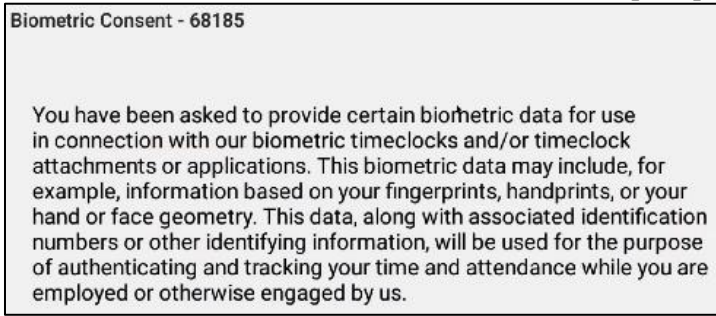 Biometric Consent - 68185
You have been asked to provide certain biometric data for use
in connection with our biometric timeclocks and/or timeclock
attachments or applications. This biometric data may include, for
example, information based on your fingerprints, handprints, or your
hand or face geometry. This data, along with associated identification
numbers or other identifying information, will be used for the purpose
of authenticating and tracking your time and attendance while you are
employed or otherwise engaged by us.